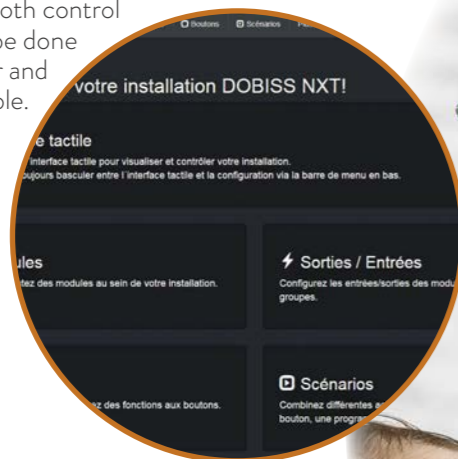 oth control
be done
and
ole.
Boutons Scénarios
votre installation DOBISS NXT!
tactile
interface tactile pour visualiser et contrôler votre installation.
oujours basculer entre l'interface tactile et la configuration via la barre de menu en bas.
ules
tez des modules au sein de votre installation.
Sorties / Entrées
Configurez les entrées/sorties des modu
groupes.
ez des fonctions aux boutons.
Scénarios
Combinez différentes a
bouton, une progra